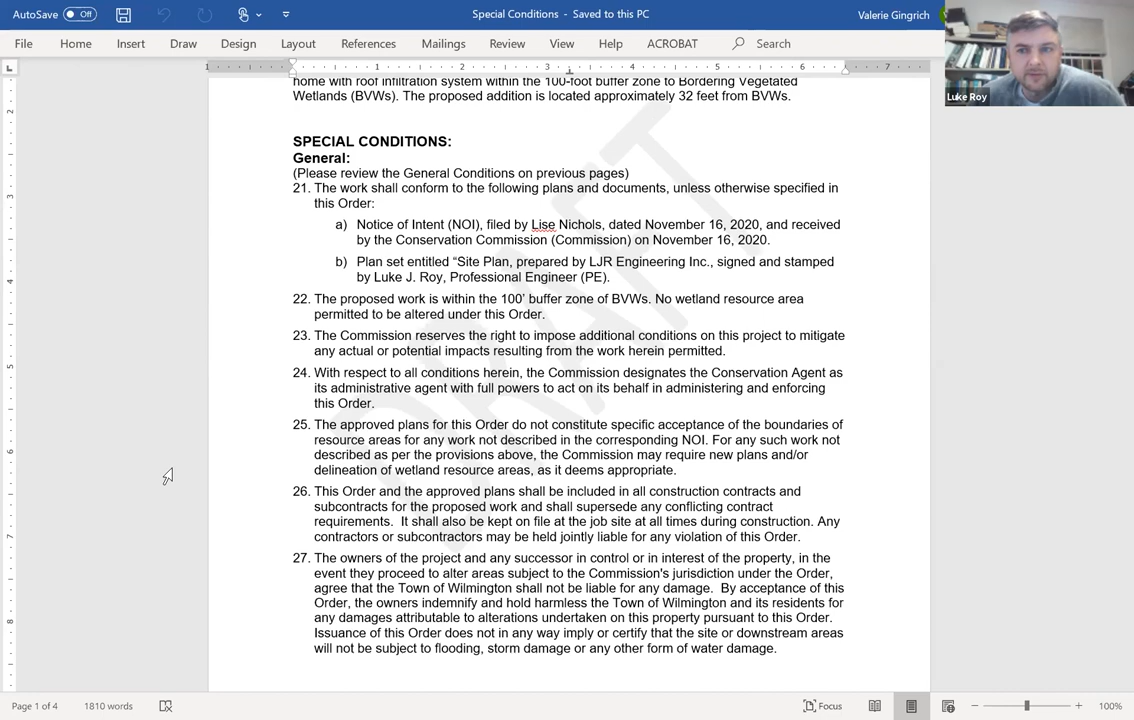 AutoSave Off
Special Conditions - Saved to this PC
Valerie Gingrich
File Home Insert Draw Design Layout References Mailings Review View Help ACROBAT Search
L 1 1 2 3 4 5 6 7
home with roof infiltration system within the 100-foot buffer zone to Bordering Vegetated
Wetlands (BVWs). The proposed addition is located approximately 32 feet from BVWs.
Luke Roy
SPECIAL CONDITIONS:
General:
(Please review the General Conditions on previous pages)
21. The work shall conform to the following plans and documents, unless otherwise specified in
this Order:
a) Notice of Intent (NOI), filed by Lise Nichols, dated November 16, 2020, and received
by the Conservation Commission (Commission) on November 16, 2020.
b) Plan set entitled “Site Plan, prepared by LJR Engineering Inc., signed and stamped
by Luke J. Roy, Professional Engineer (PE).
22. The proposed work is within the 100’ buffer zone of BVWs. No wetland resource area
permitted to be altered under this Order.
23. The Commission reserves the right to impose additional conditions on this project to mitigate
any actual or potential impacts resulting from the work herein permitted.
24. With respect to all conditions herein, the Commission designates the Conservation Agent as
its administrative agent with full powers to act on its behalf in administering and enforcing
this Order.
25. The approved plans for this Order do not constitute specific acceptance of the boundaries of
resource areas for any work not described in the corresponding NOI. For any such work not
described as per the provisions above, the Commission may require new plans and/or
delineation of wetland resource areas, as it deems appropriate.
26. This Order and the approved plans shall be included in all construction contracts and
subcontracts for the proposed work and shall supersede any conflicting contract
requirements. It shall also be kept on file at the job site at all times during construction. Any
contractors or subcontractors may be held jointly liable for any violation of this Order.
27. The owners of the project and any successor in control or in interest of the property, in the
event they proceed to alter areas subject to the Commission's jurisdiction under the Order,
agree that the Town of Wilmington shall not be liable for any damage. By acceptance of this
Order, the owners indemnify and hold harmless the Town of Wilmington and its residents for
any damages attributable to alterations undertaken on this property pursuant to this Order.
Issuance of this Order does not in any way imply or certify that the site or downstream areas
will not be subject to flooding, storm damage or any other form of water damage.
DRAFT
2
3
4
5
6
7
8
Page 1 of 4 1810 words Focus 100%